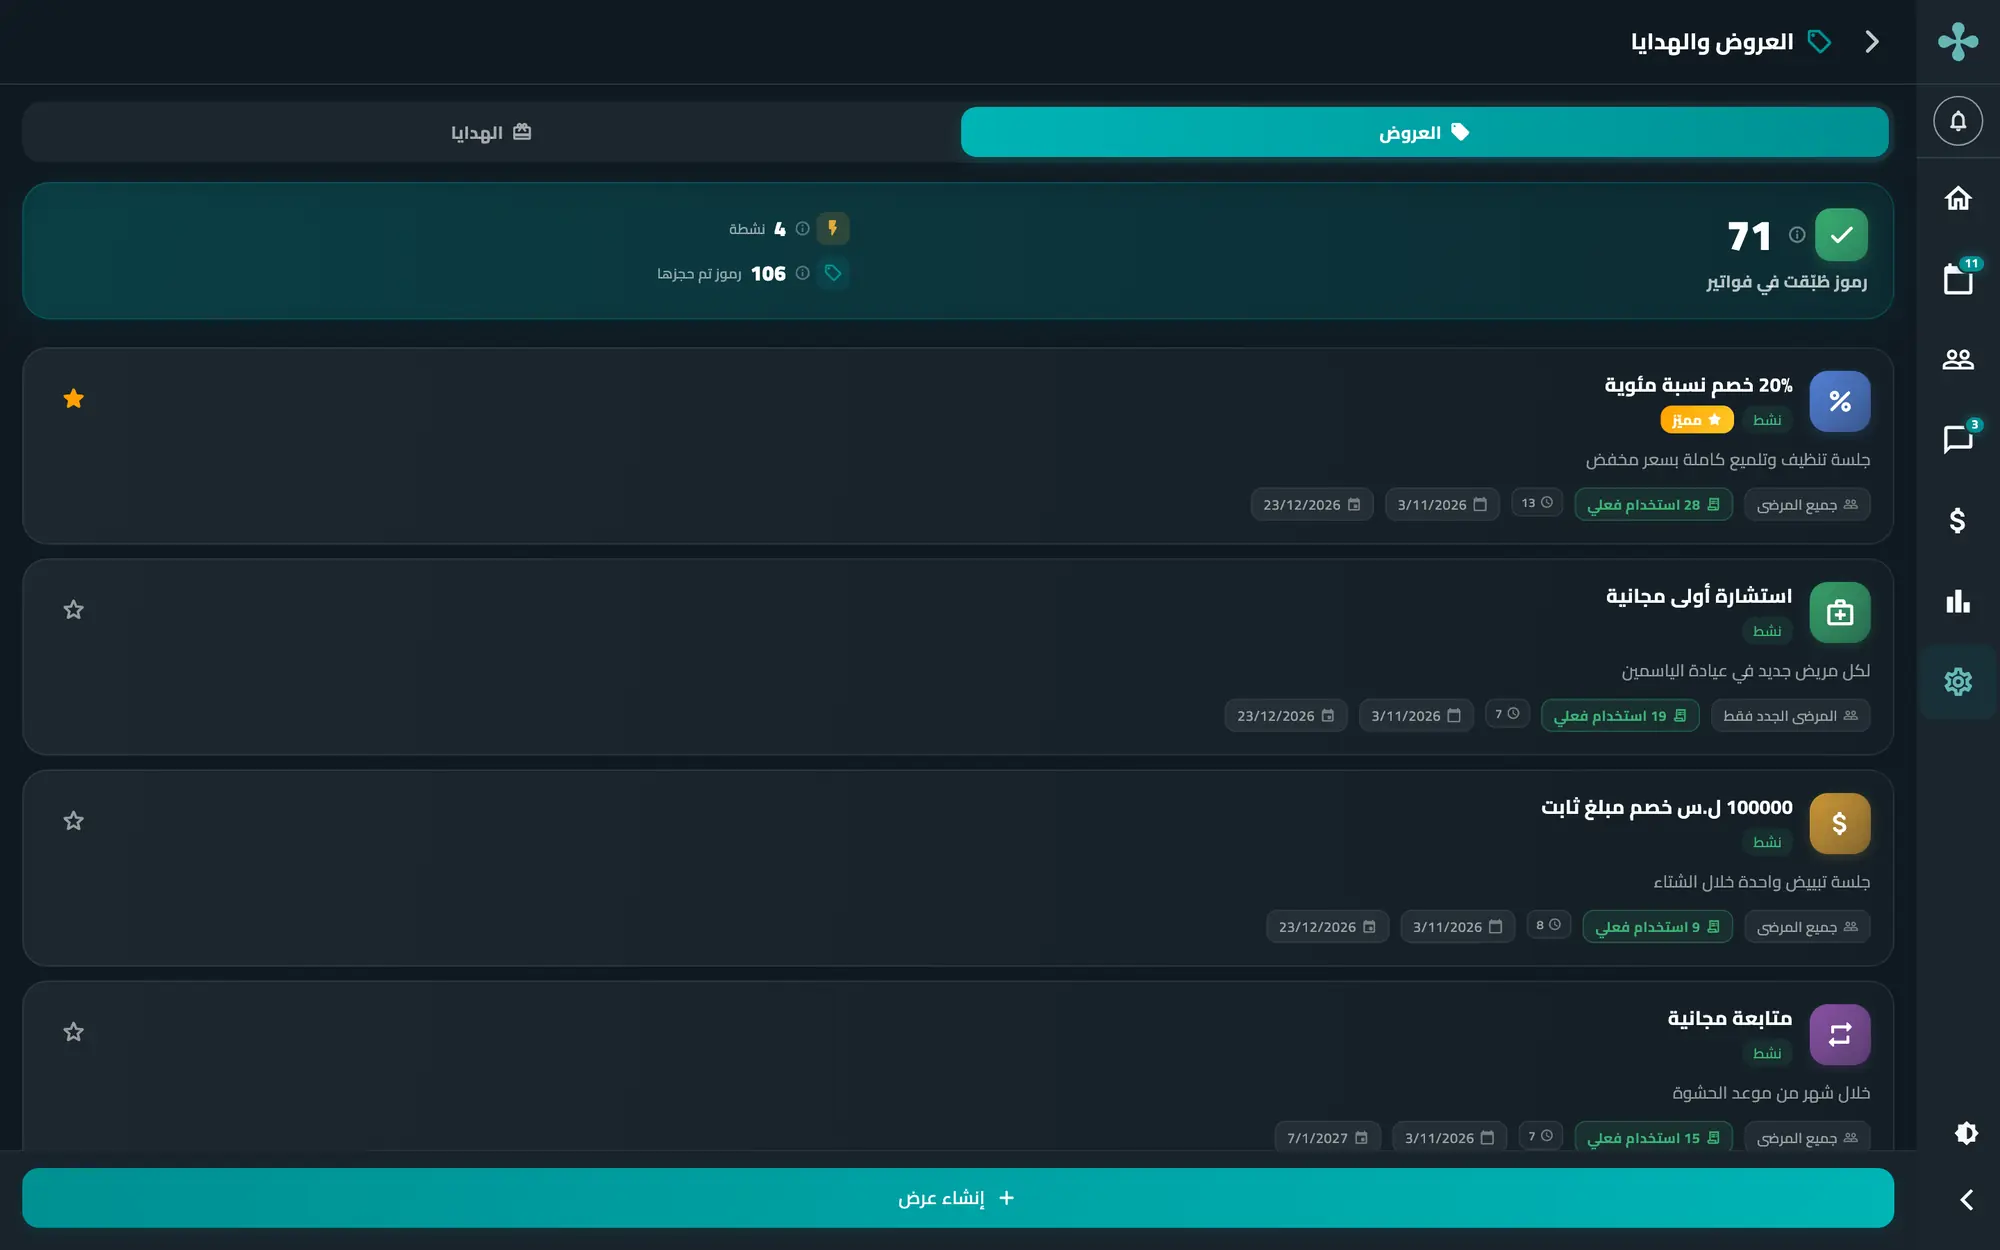 العروض والهدايا
11
3
العروض
الهدايا
71
رموز طُبّقت في فواتير
4 نشطة
106 رموز تم حجزها
20% خصم نسبة مئوية
نشط
مميّز
جلسة تنظيف وتلميع كاملة بسعر مخفض
جميع المرضى
28 استخدام فعلي
13
3/11/2026
23/12/2026
استشارة أولى مجانية
نشط
لكل مريض جديد في عيادة الياسمين
المرضى الجدد فقط
19 استخدام فعلي
7
3/11/2026
23/12/2026
100000 ل.س خصم مبلغ ثابت
نشط
جلسة تبييض واحدة خلال الشتاء
جميع المرضى
9 استخدام فعلي
8
3/11/2026
23/12/2026
متابعة مجانية
نشط
خلال شهر من موعد الحشوة
جميع المرضى
15 استخدام فعلي
7
3/11/2026
7/1/2027
+ إنشاء عرض